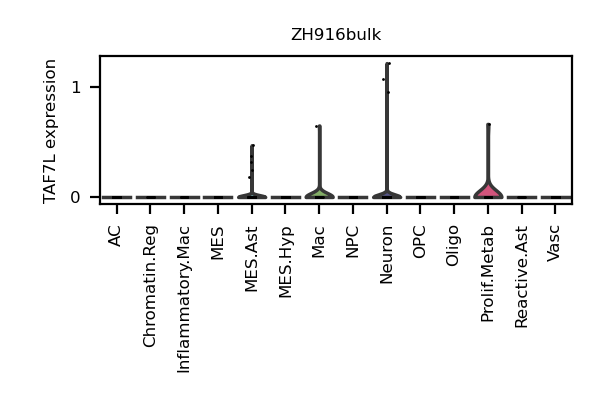 ZH916bulk
TAF7L expression
1
0
AC
Chromatin.Reg
Inflammatory.Mac
MES
MES.Ast
MES.Hyp
Mac
NPC
Neuron
OPC
Oligo
Prolif.Metab
Reactive.Ast
Vasc